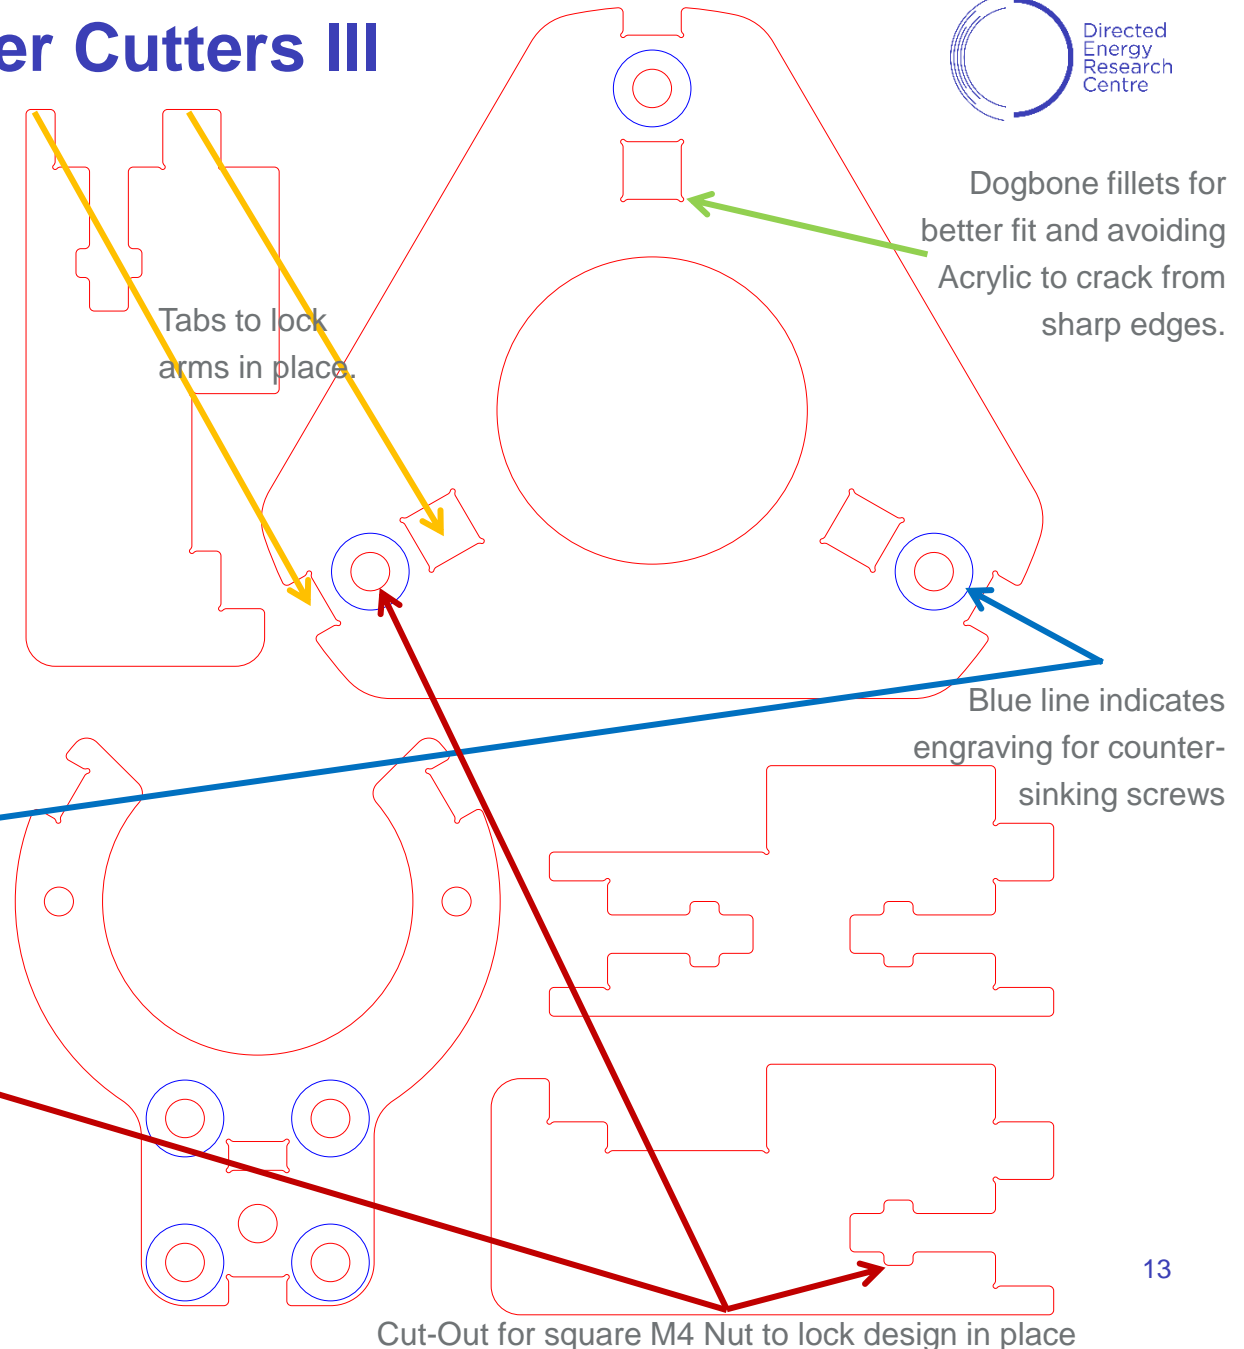 er Cutters III
Directed
Energy
Research
Centre
Dogbone fillets for
better fit and avoiding
Acrylic to crack from
sharp edges.
Tabs to lock
arms in place.
Blue line indicates
engraving for counter-
sinking screws
13
Cut-Out for square M4 Nut to lock design in place